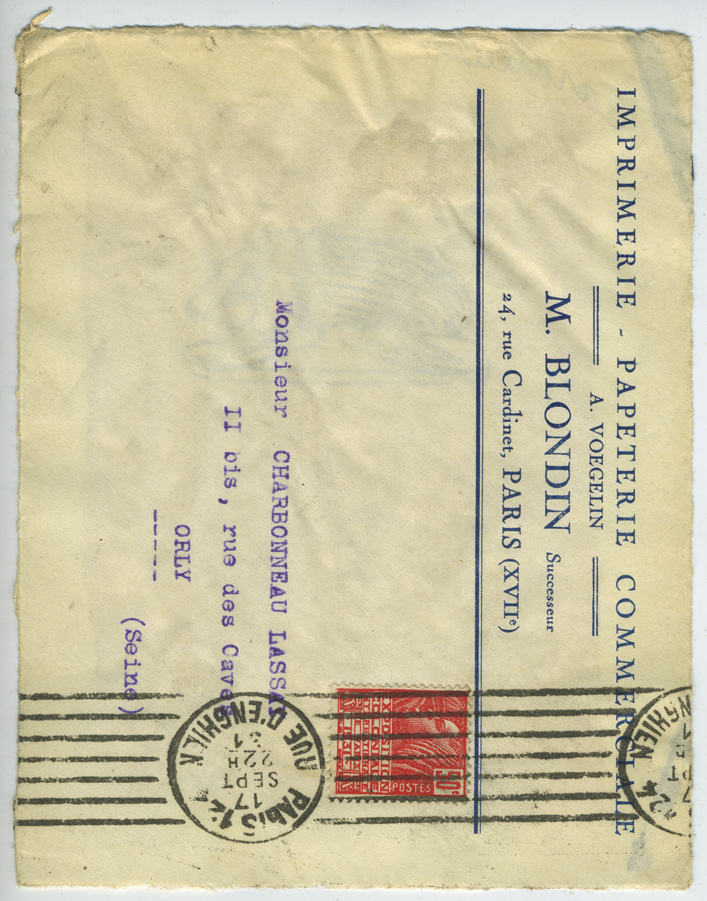 IMPRIMERIE - PAPETERIE COMMERCIALE
A. VOEGELIN
M. BLONDIN Successeur
24, rue Cardinet, PARIS (XVIIe)
Monsieur CHARBONNEAU LASSAY
II bis, rue des Caves
ORLY
-----
(Seine)
POSTES
50c
PARIS 124
RUE D'ENGHIEN
22H
17
SEPT
31